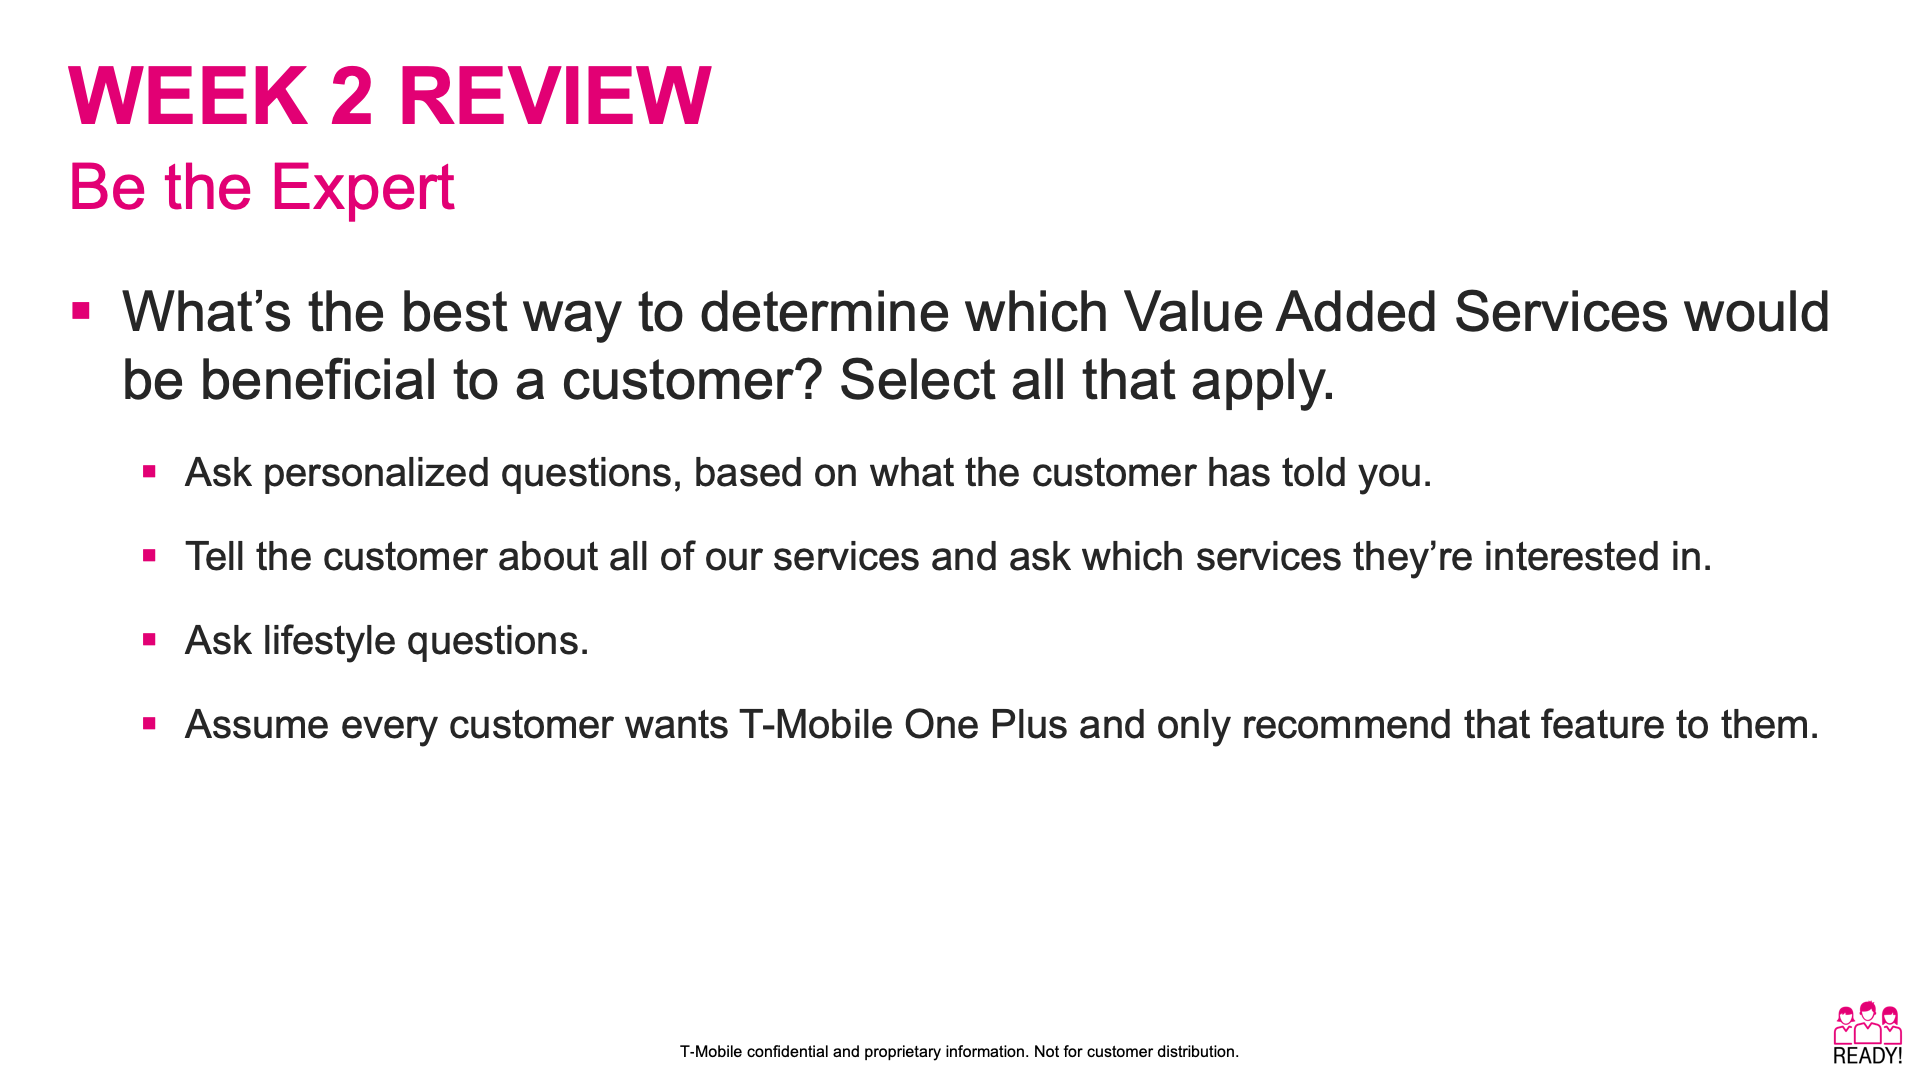 WEEK 2 REVIEW
Be the Expert
What’s the best way to determine which Value Added Services would
be beneficial to a customer? Select all that apply.
Ask personalized questions, based on what the customer has told you.
Tell the customer about all of our services and ask which services they’re interested in.
Ask lifestyle questions.
Assume every customer wants T-Mobile One Plus and only recommend that feature to them.
T-Mobile confidential and proprietary information. Not for customer distribution.
READY!